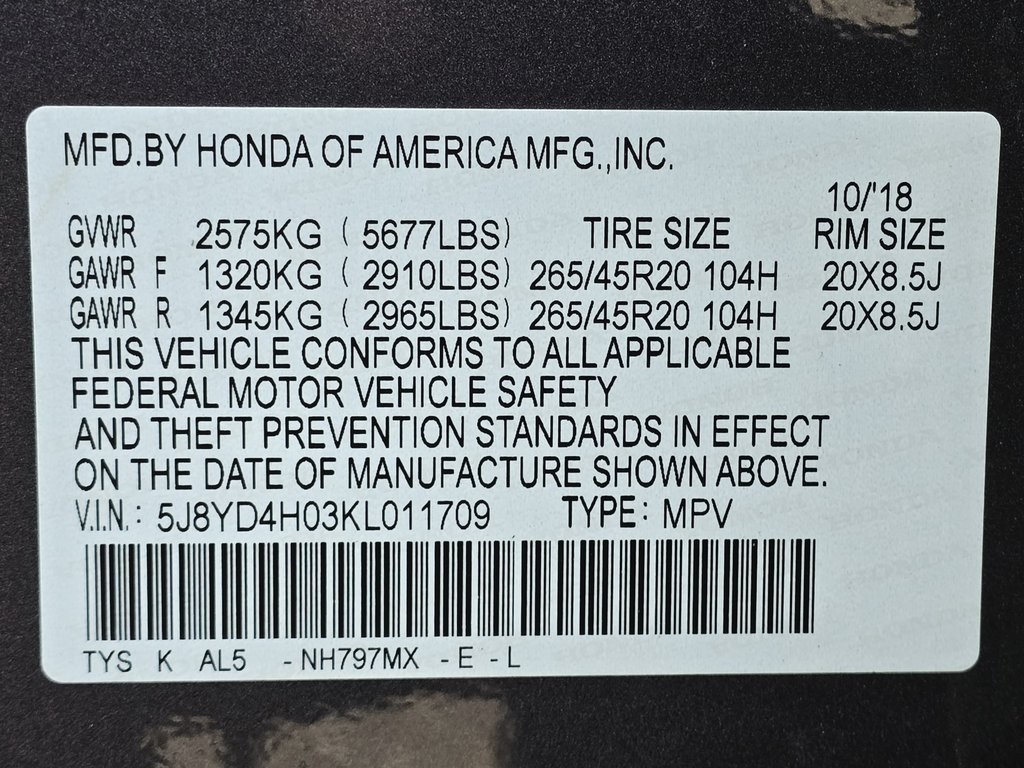 MFD.BY HONDA OF AMERICA MFG.,INC.
10/'18
GVWR 2575KG ( 5677LBS) TIRE SIZE RIM SIZE
GAWR F 1320KG ( 2910LBS) 265/45R20 104H 20X8.5J
GAWR R 1345KG ( 2965LBS) 265/45R20 104H 20X8.5J
THIS VEHICLE CONFORMS TO ALL APPLICABLE
FEDERAL MOTOR VEHICLE SAFETY
AND THEFT PREVENTION STANDARDS IN EFFECT
ON THE DATE OF MANUFACTURE SHOWN ABOVE.
V.I.N.: 5J8YD4H03KL011709 TYPE: MPV
TYS K AL5 -NH797MX -E -L